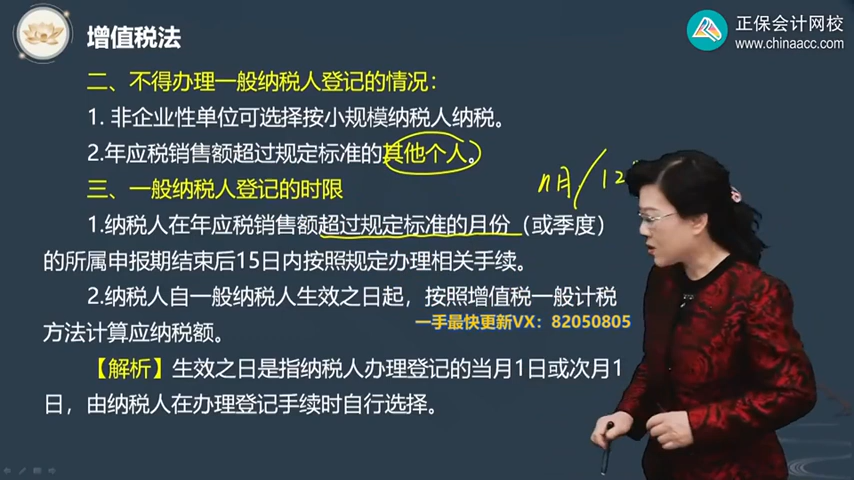 增值税法
正保会计网校
www.chinaacc.com
二、不得办理一般纳税人登记的情况：
1. 非企业性单位可选择按小规模纳税人纳税。
2.年应税销售额超过规定标准的其他个人。
n月/12
三、一般纳税人登记的时限
1.纳税人在年应税销售额超过规定标准的月份（或季度）
的所属申报期结束后15日内按照规定办理相关手续。
2.纳税人自一般纳税人生效之日起，按照增值税一般计税
方法计算应纳税额。
一手最快更新VX：82050805
【解析】生效之日是指纳税人办理登记的当月1日或次月1
日，由纳税人在办理登记手续时自行选择。